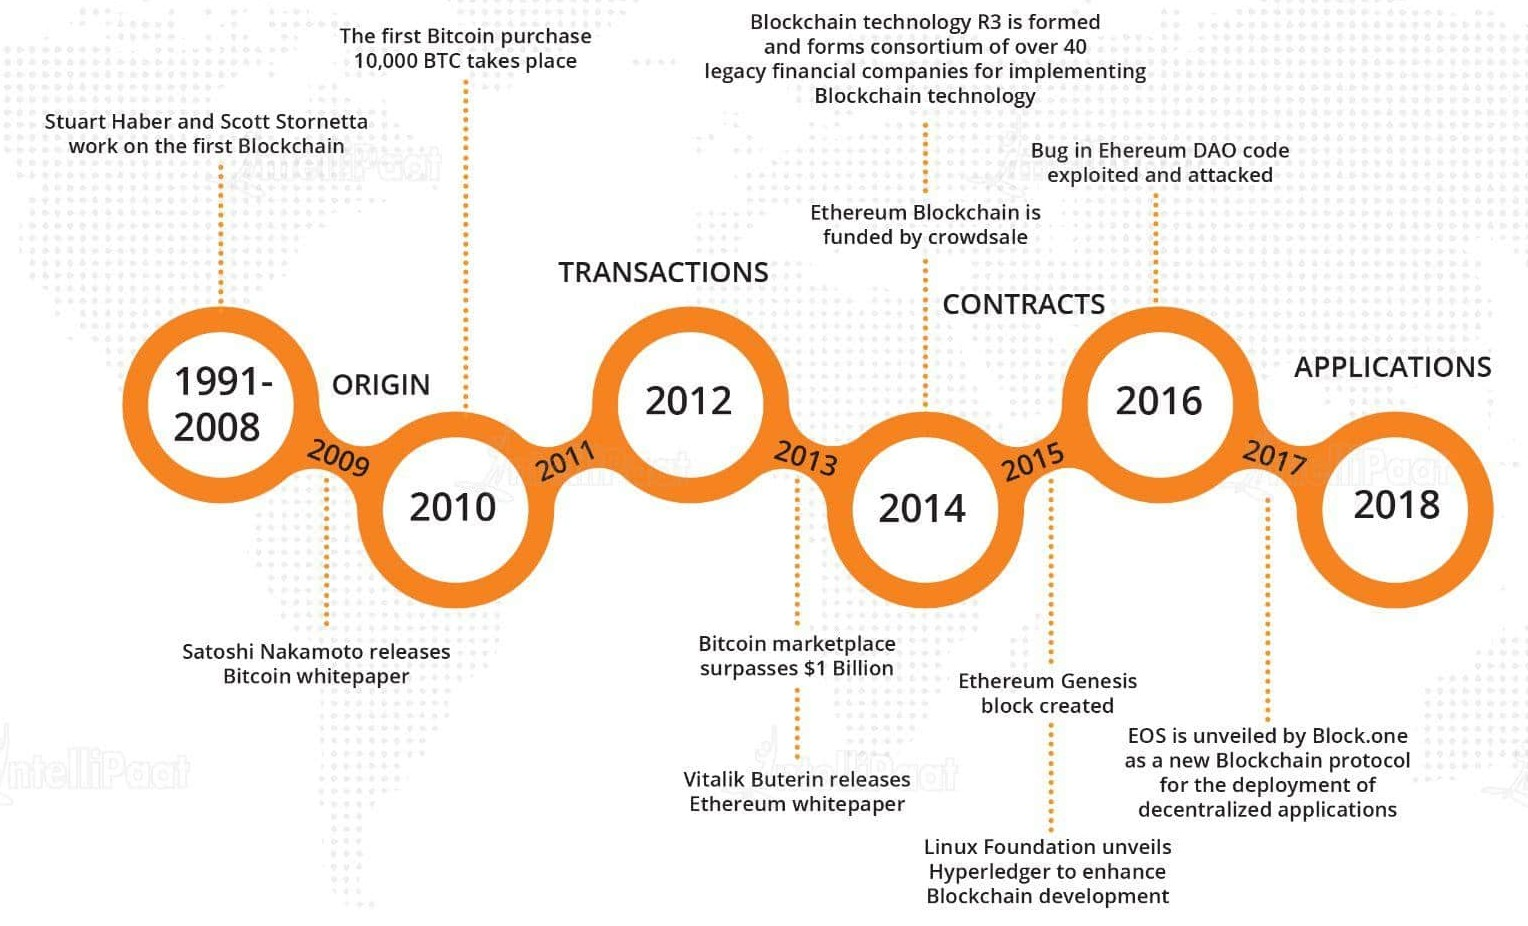 Blockchain technology R3 is formed
and forms consortium of over 40
legacy financial companies for implementing
Blockchain technology
The first Bitcoin purchase
10,000 BTC takes place
Stuart Haber and Scott Stornetta
work on the first Blockchain
Bug in Ehereum DAO code
exploited and attacked
Ethereum Blockchain is
funded by crowdsale
TRANSACTIONS
CONTRACTS
APPLICATIONS
ORIGIN
1991-
2008
2009
2010
2011
2012
2013
2014
2015
2016
2017
2018
Satoshi Nakamoto releases
Bitcoin whitepaper
Bitcoin marketplace
surpasses $1 Billion
Vitalik Buterin releases
Ethereum whitepaper
Ethereum Genesis
block created
Linux Foundation unveils
Hyperledger to enhance
Blockchain development
EOS is unveiled by Block.one
as a new Blockchain protocol
for the deployment of
decentralized applications
IntelliPaat
IntelliPaat
IntelliPaat